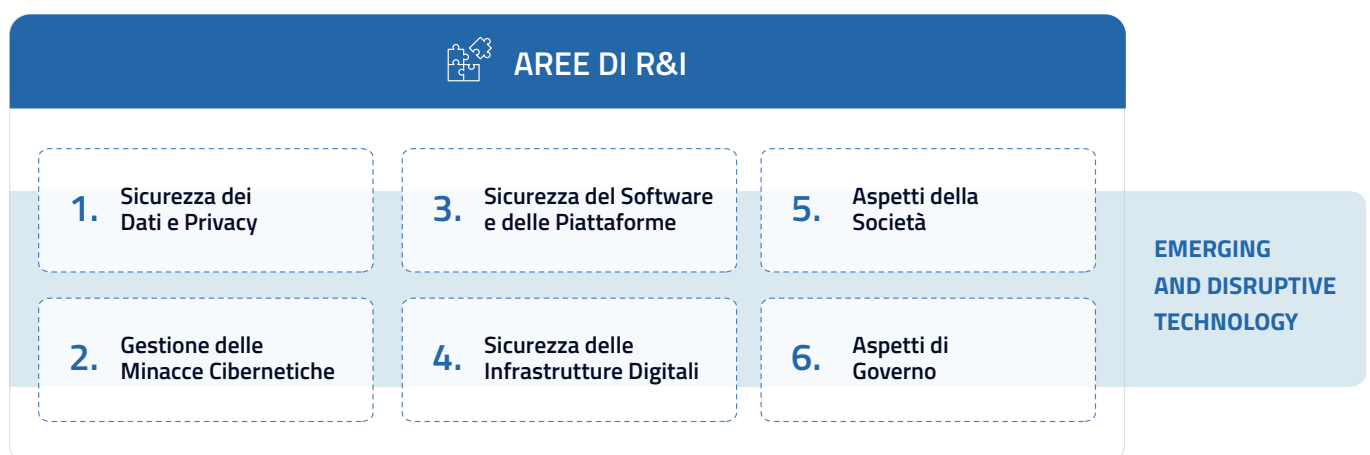 AREE DI R&I
1. Sicurezza dei
Dati e Privacy
2. Gestione delle
Minacce Cibernetiche
3. Sicurezza del Software
e delle Piattaforme
4. Sicurezza delle
Infrastrutture Digitali
5. Aspetti della
Società
6. Aspetti di
Governo
EMERGING
AND DISRUPTIVE
TECHNOLOGY